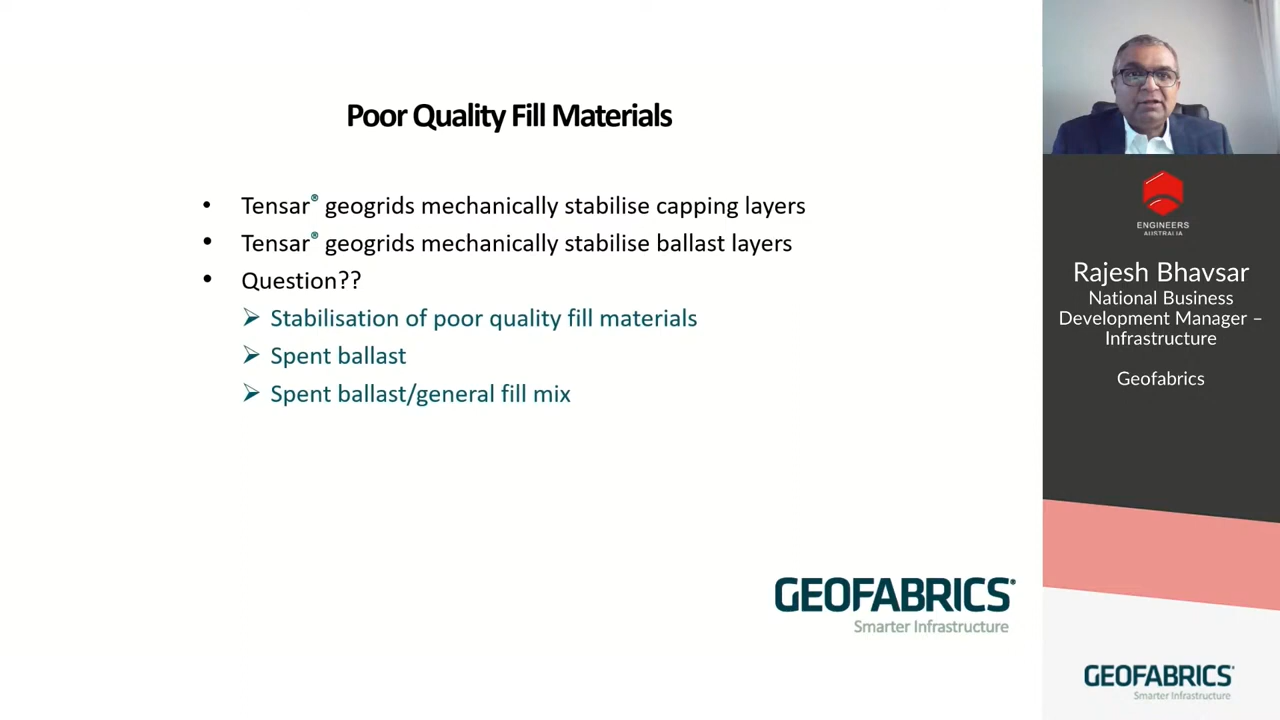 Poor Quality Fill Materials
• Tensar® geogrids mechanically stabilise capping layers
• Tensar® geogrids mechanically stabilise ballast layers
• Question??
➢ Stabilisation of poor quality fill materials
➢ Spent ballast
➢ Spent ballast/general fill mix
GEOFABRICS®
Smarter Infrastructure
ENGINEERS
AUSTRALIA
Rajesh Bhavsar
National Business
Development Manager –
Infrastructure
Geofabrics
GEOFABRICS®
Smarter Infrastructure